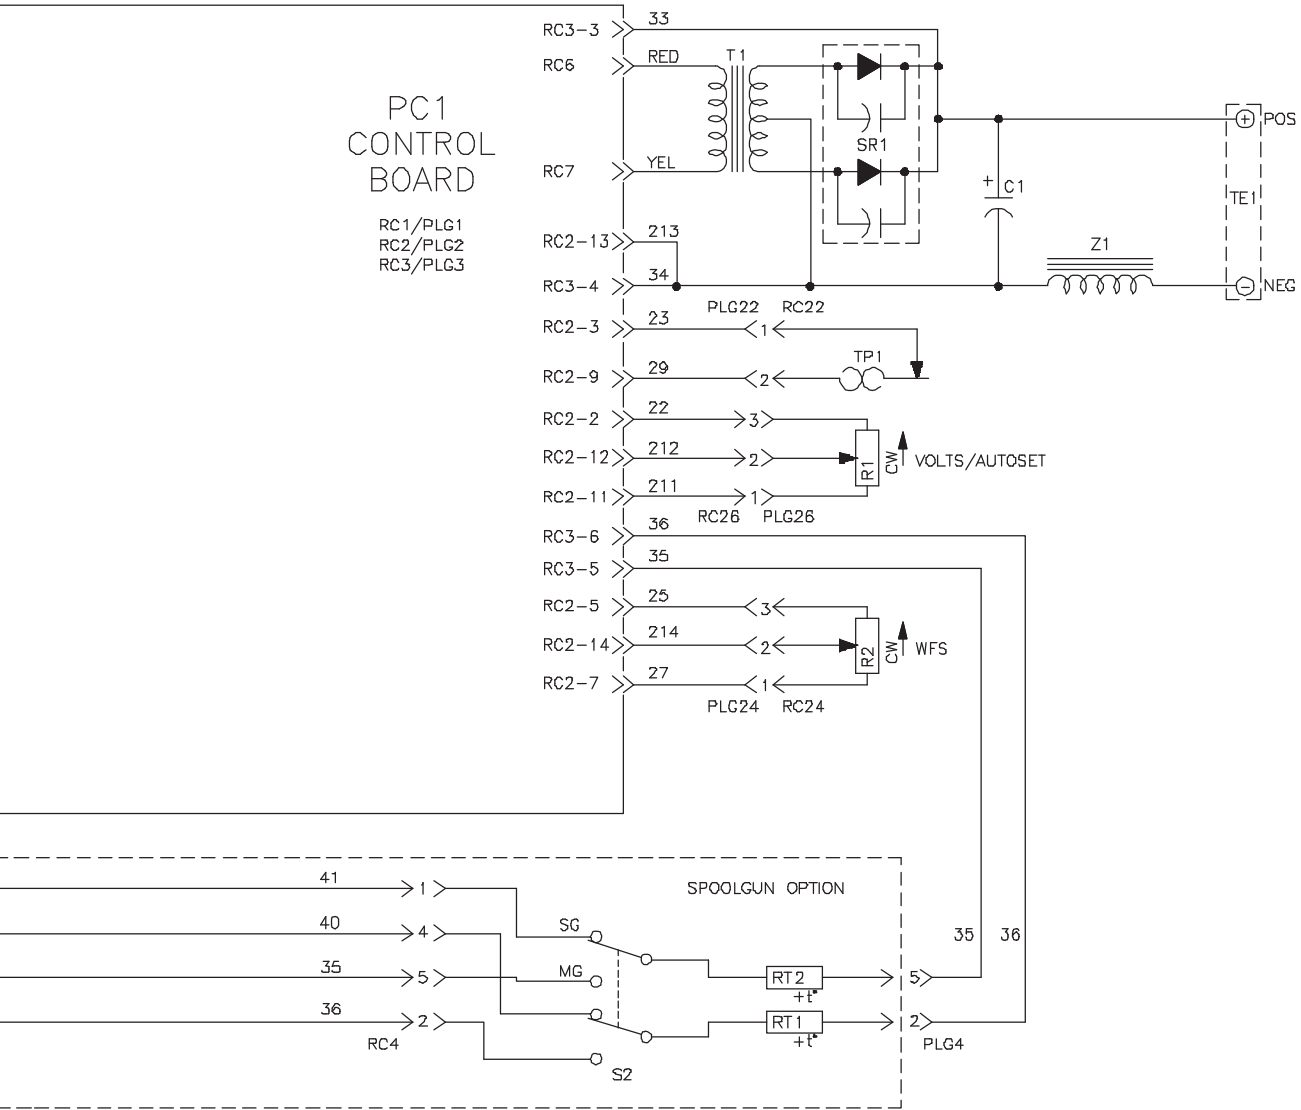 33
RC3-3
RED
T1
RC6
PC1
CONTROL
BOARD
POS
SR1
YEL
RC7
+
C1
TE1
RC1/PLG1
RC2/PLG2
RC3/PLG3
213
RC2-13
Z1
34
RC3-4
NEG
PLG22 RC22
23
RC2-3
1
TP1
29
RC2-9
2
22
RC2-2
3
212
RC2-12
2
R1
CW
VOLTS/AUTOSET
211
RC2-11
1
RC26 PLG26
36
RC3-6
35
RC3-5
25
RC2-5
3
214
RC2-14
2
R2
CW
WFS
27
RC2-7
1
PLG24 RC24
41
1
SPOOLGUN OPTION
40
4
SG
35
36
35
5
MG
RT2
+t°
5
36
2
RT1
+t°
2
RC4
PLG4
S2